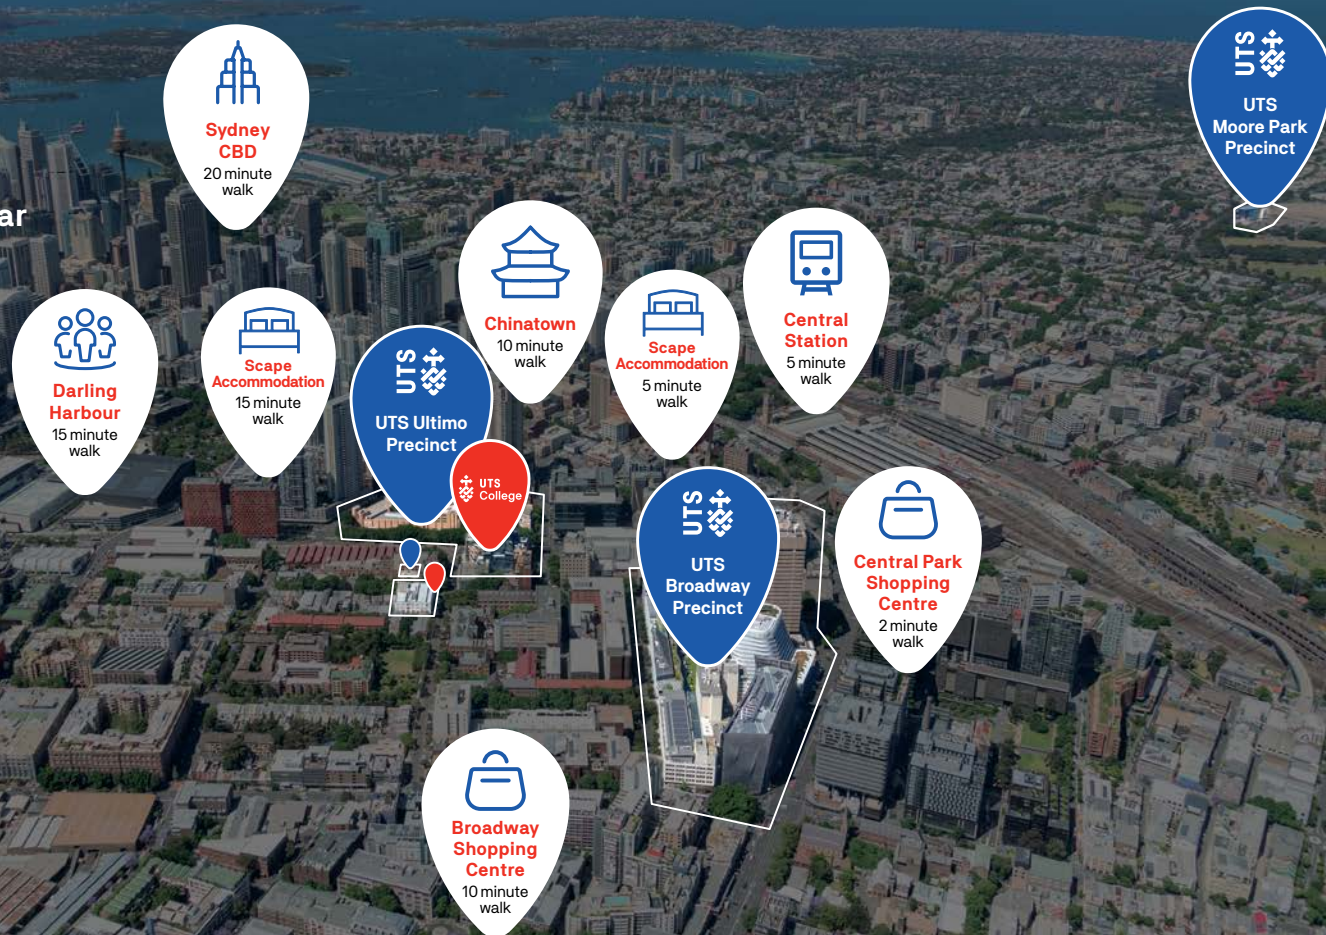 Sydney
CBD
20 minute
walk
UTS
UTS
Moore Park
Precinct
ar
Chinatown
10 minute
walk
Central
Station
5 minute
walk
Darling
Harbour
15 minute
walk
Scape
Accommodation
15 minute
walk
UTS
UTS Ultimo
Precinct
Scape
Accommodation
5 minute
walk
UTS
College
UTS
UTS
Broadway
Precinct
Central Park
Shopping
Centre
2 minute
walk
Broadway
Shopping
Centre
10 minute
walk